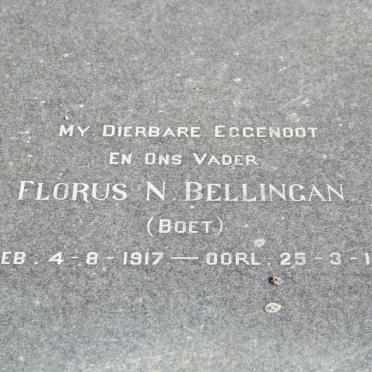 My Dierbare Eggenoot
en Ons Vader
Florus N. Bellingan.
(Boet)
eb. 4-8-1917 — Oorl. 25-3-1